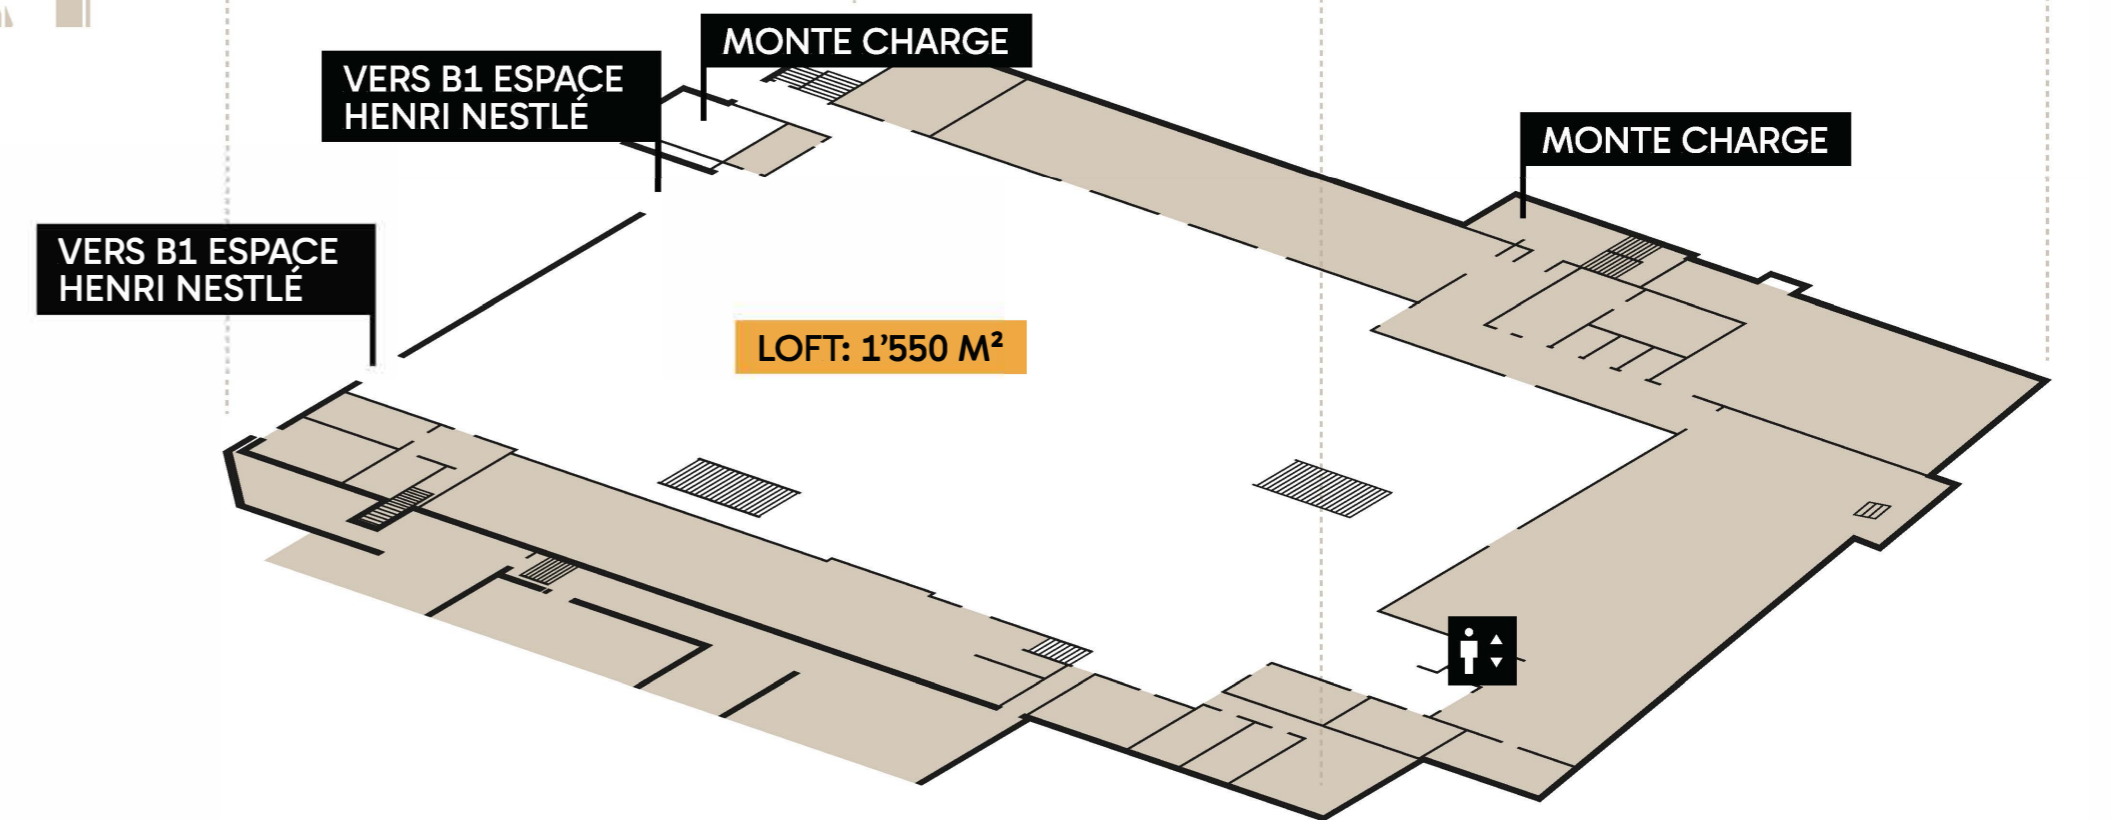 MONTE CHARGE
VERS B1 ESPACE
HENRI NESTLÉ
MONTE CHARGE
VERS B1 ESPACE
HENRI NESTLÉ
LOFT: 1’550 M²